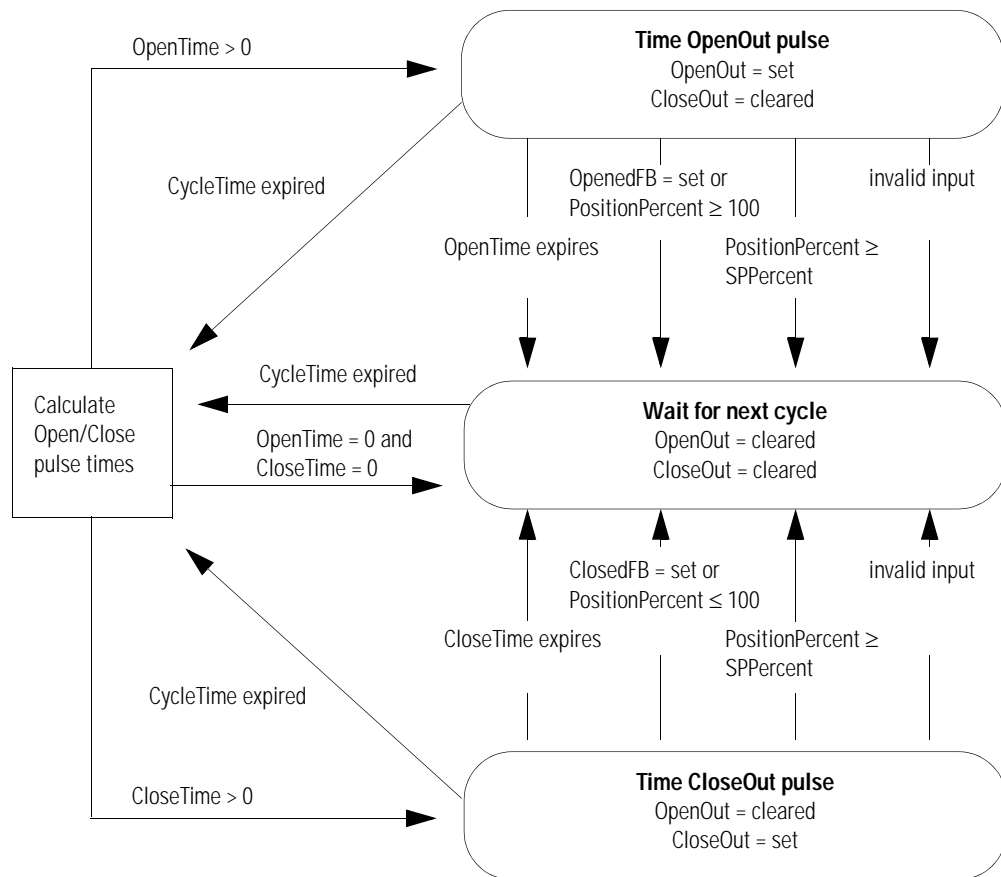 OpenTime > 0
Time OpenOut pulse
OpenOut = set
CloseOut = cleared
CycleTime expired
OpenedFB = set or
PositionPercent ≥ 100
invalid input
OpenTime expires
PositionPercent ≥
SPPercent
Calculate
Open/Close
pulse times
CycleTime expired
OpenTime = 0 and
CloseTime = 0
Wait for next cycle
OpenOut = cleared
CloseOut = cleared
ClosedFB = set or
PositionPercent ≤ 100
invalid input
CloseTime expires
PositionPercent ≥
SPPercent
CycleTime expired
CloseTime > 0
Time CloseOut pulse
OpenOut = cleared
CloseOut = set